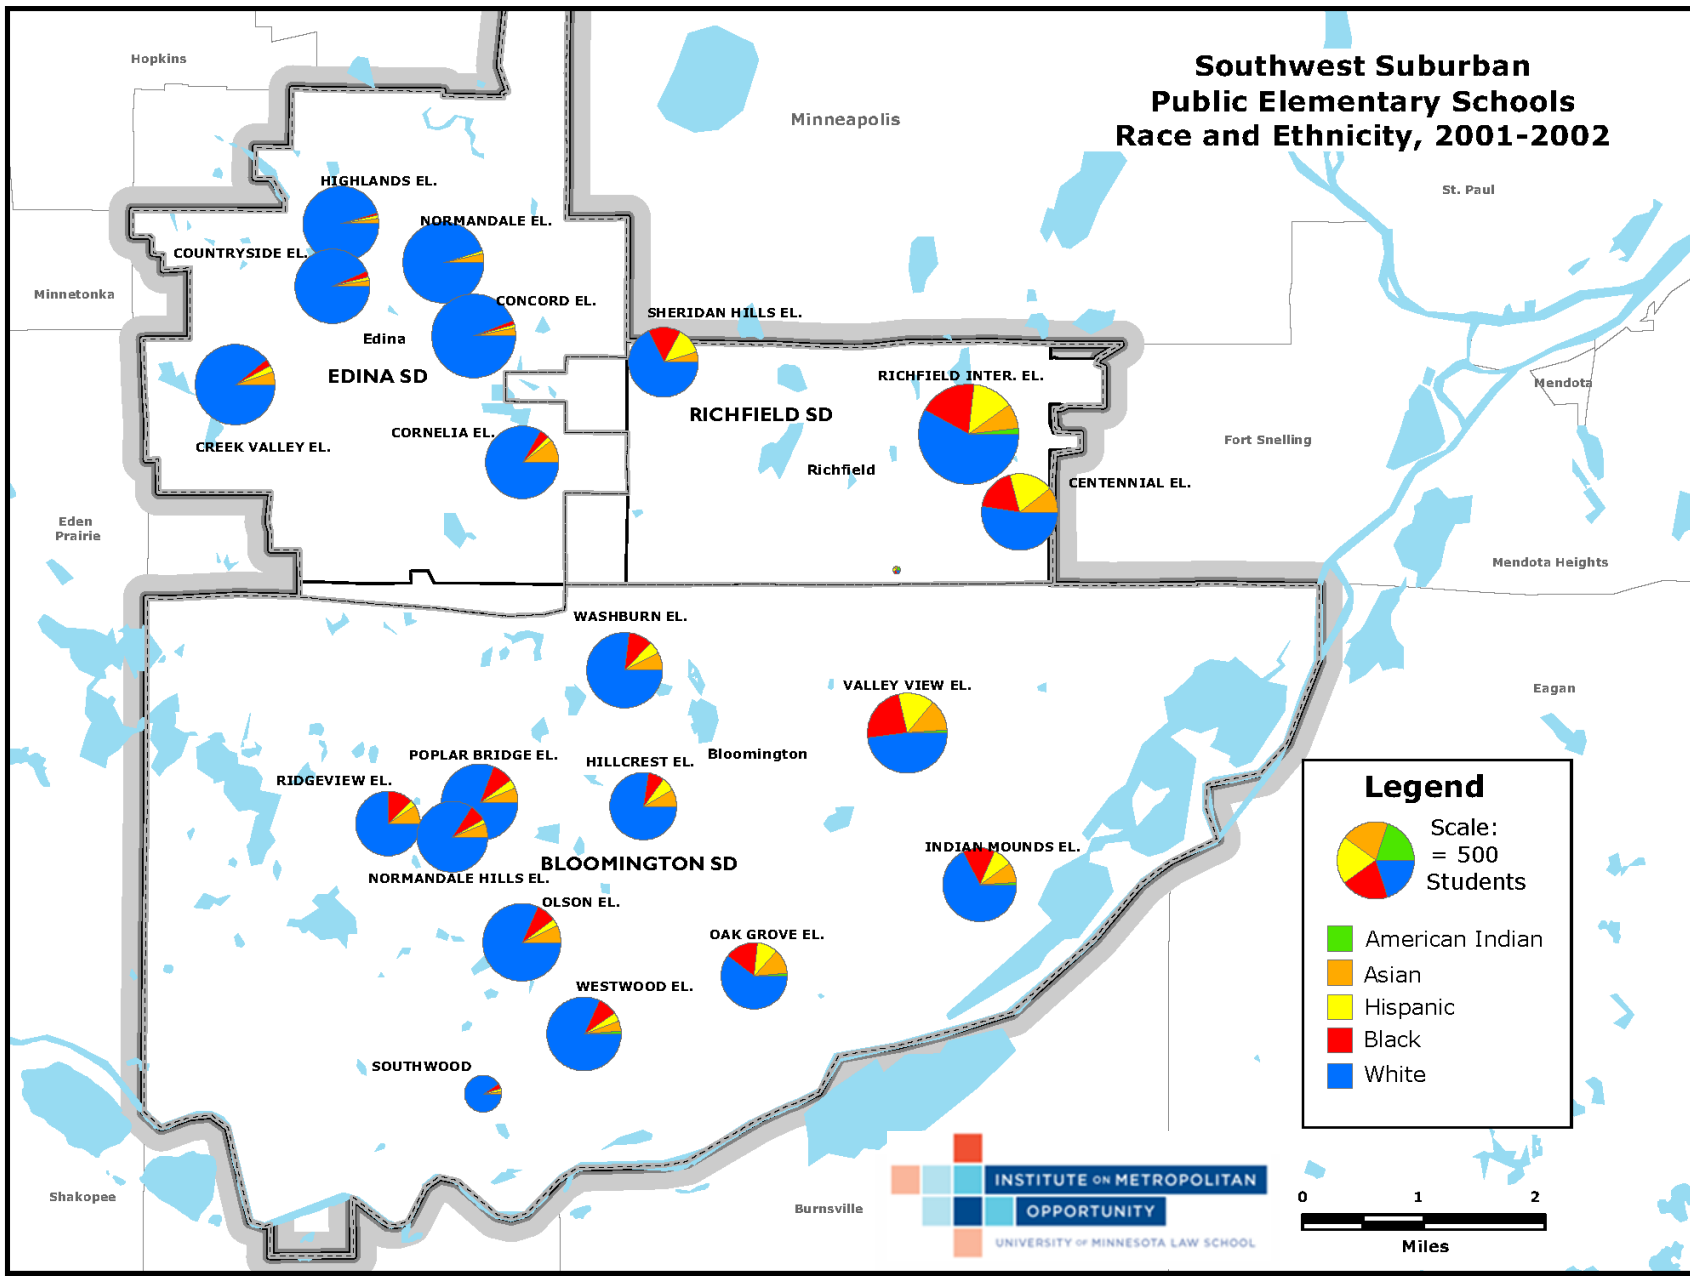 Southwest Suburban
Public Elementary Schools
Race and Ethnicity, 2001-2002
Hopkins
Minneapolis
St. Paul
HIGHLANDS EL.
NORMANDALE EL.
COUNTRYSIDE EL.
Minnetonka
CONCORD EL.
SHERIDAN HILLS EL.
Edina
EDINA SD
RICHFIELD INTER. EL.
Mendota
RICHFIELD SD
CORNELIA EL.
CREEK VALLEY EL.
Fort Snelling
Richfield
CENTENNIAL EL.
Eden
Prairie
Mendota Heights
WASHBURN EL.
VALLEY VIEW EL.
Eagan
POPLAR BRIDGE EL.
HILLCREST EL.
Bloomington
RIDGEVIEW EL.
INDIAN MOUNDS EL.
BLOOMINGTON SD
NORMANDALE HILLS EL.
OLSON EL.
OAK GROVE EL.
WESTWOOD EL.
SOUTHWOOD
Shakopee
Burnsville
Legend
Scale:
= 500
Students
American Indian
Asian
Hispanic
Black
White
INSTITUTE ON METROPOLITAN
OPPORTUNITY
UNIVERSITY OF MINNESOTA LAW SCHOOL
0 1 2
Miles